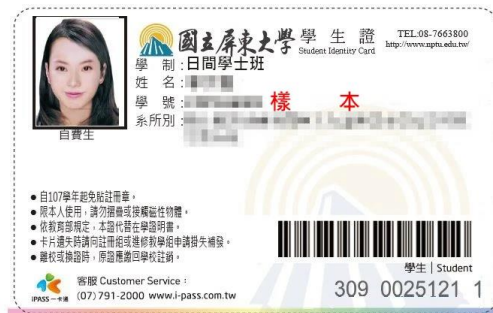 國立屏東大學 學生證
Student Identity Card
TEL:08-7663800
http://www.nptu.edu.tw/
學 制:日間學士班
姓 名:
學 號:
樣 本
系所別:
自費生
●自107學年起免貼註冊章。
●限本人使用,請勿摺疊或接觸磁性物體。
●依教育部規定,本證代替在學證明書。
●卡片遺失時請向註冊組或進修教學組申請掛失補發。
●離校或換證時,原證應繳回學校註銷。
學生 | Student
iPASS 一卡通
客服 Customer Service:
(07) 791-2000 www.i-pass.com.tw
309 0025121 1